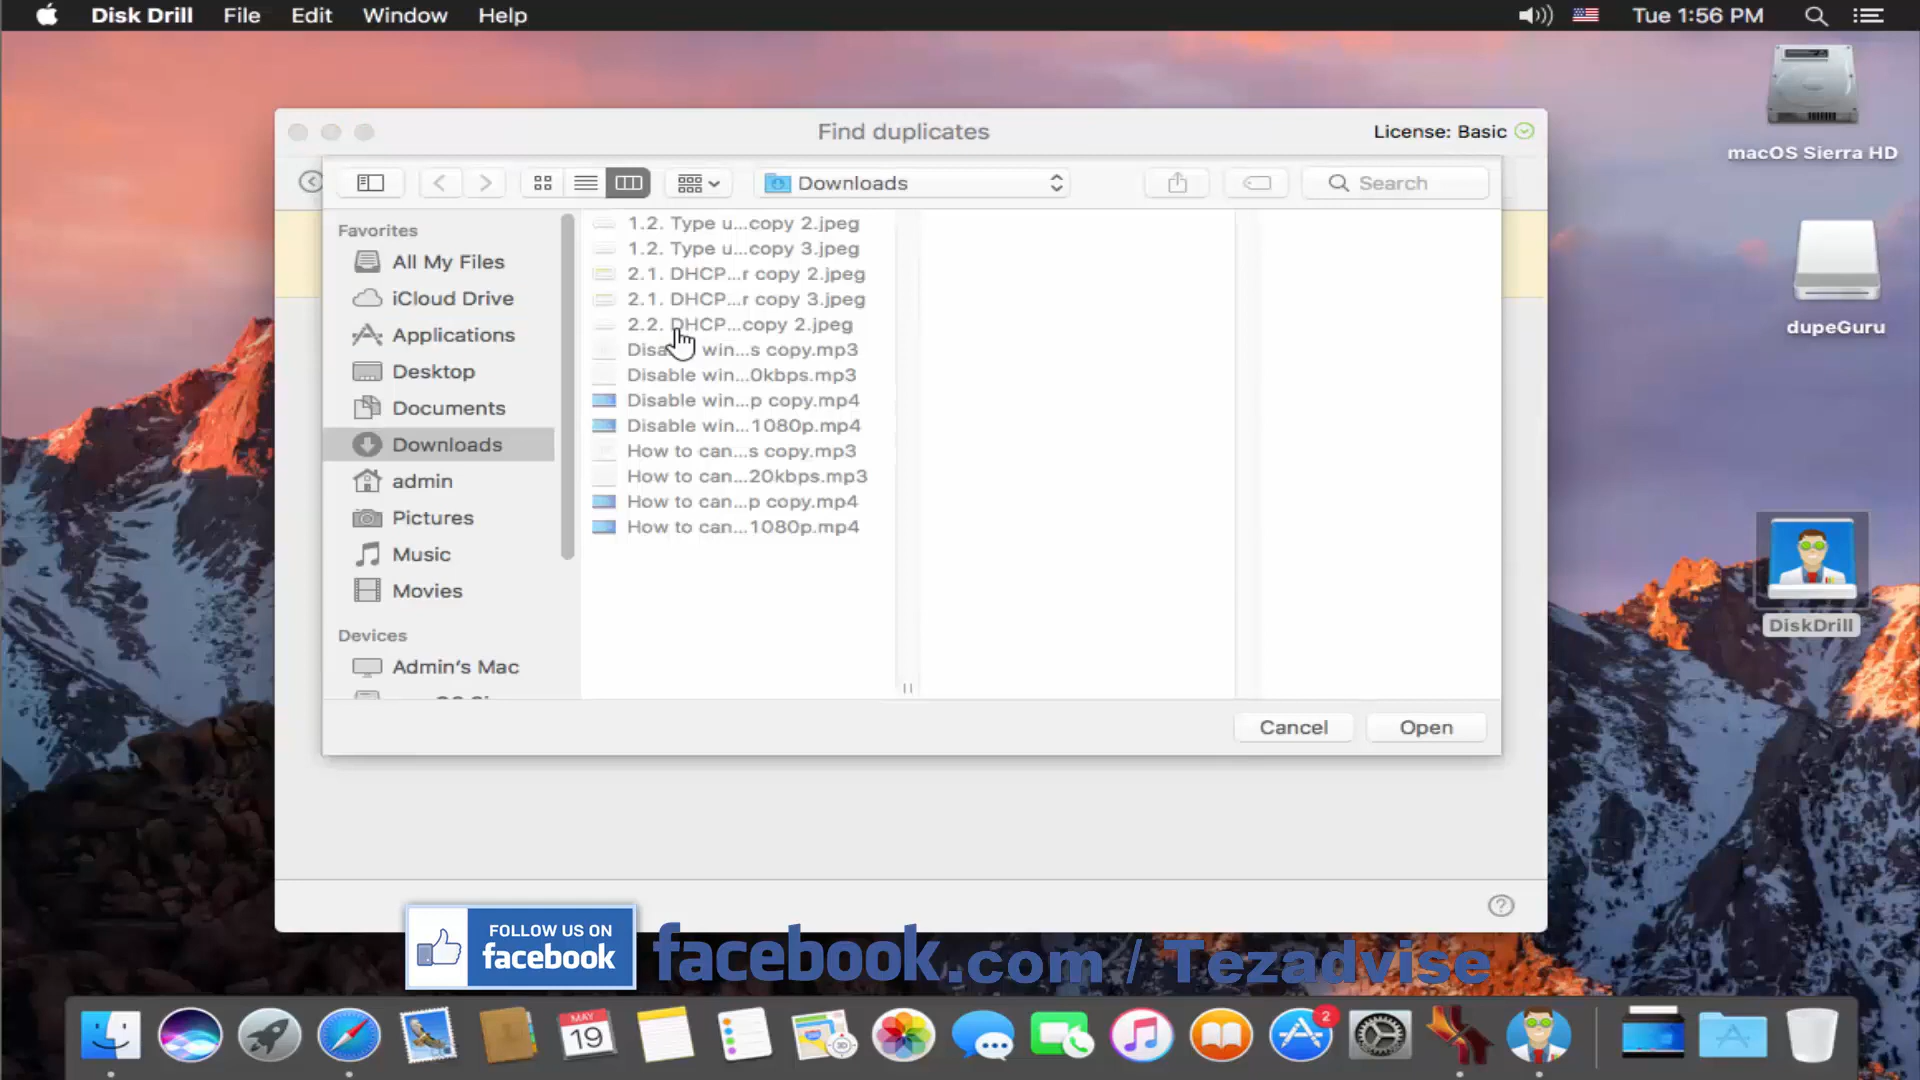 Disk Drill File Edit Window Help Tue 1:56 PM
macOS Sierra HD
dupeGuru
DiskDrill
Find duplicates License: Basic
Downloads Search
Favorites
All My Files
iCloud Drive
Applications
Desktop
Documents
Downloads
admin
Pictures
Music
Movies
Devices
Admin's Mac
1.2. Type u...copy 2.jpeg
1.2. Type u...copy 3.jpeg
2.1. DHCP...r copy 2.jpeg
2.1. DHCP...r copy 3.jpeg
2.2. DHCP...copy 2.jpeg
Disable win...s copy.mp3
Disable win...0kbps.mp3
Disable win...p copy.mp4
Disable win...1080p.mp4
How to can...s copy.mp3
How to can...20kbps.mp3
How to can...p copy.mp4
How to can...1080p.mp4
Cancel Open
FOLLOW US ON
facebook
facebook.com / Tezadvise
MAY
19
3D
2